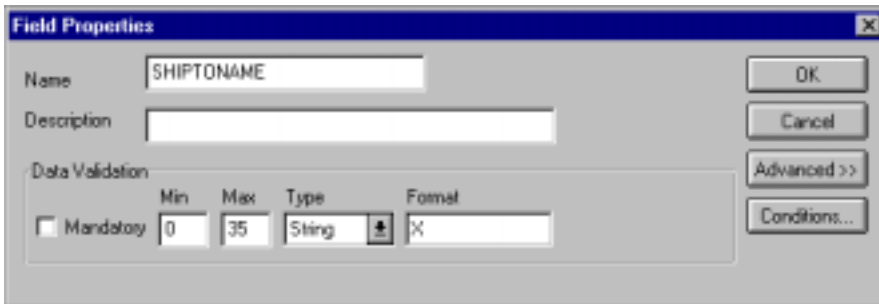 Field Properties
Name SHIPTONAME OK
Description Cancel
Data Validation Advanced >>
Min Max Type Format
Mandatory 0 35 String X Conditions...